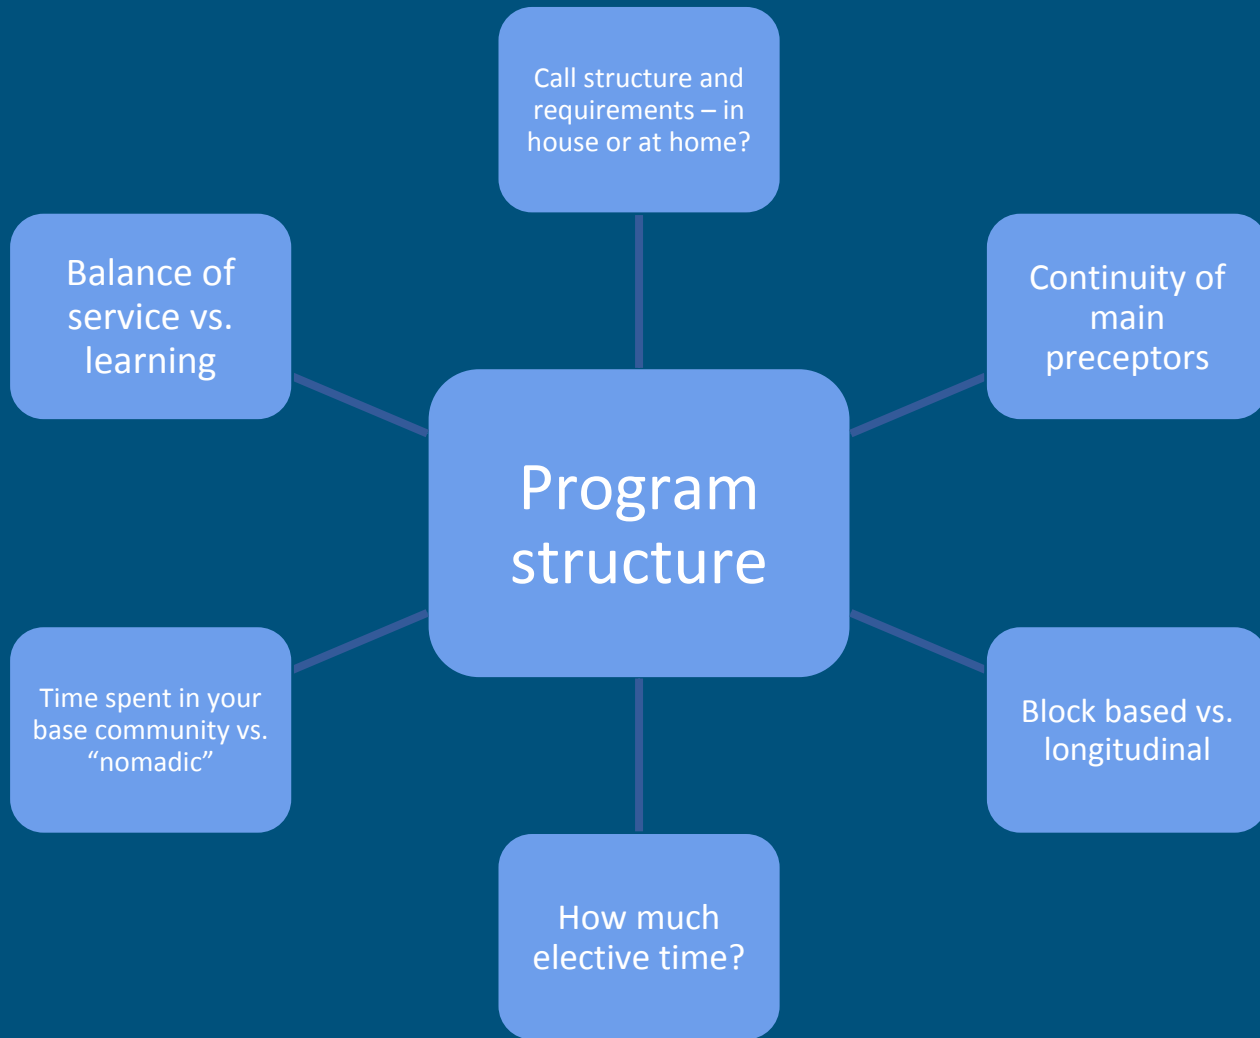 Call structure and
requirements – in
house or at home?
Balance of
service vs.
learning
Continuity of
main
preceptors
Program
structure
Time spent in your
base community vs.
“nomadic”
Block based vs.
longitudinal
How much
elective time?